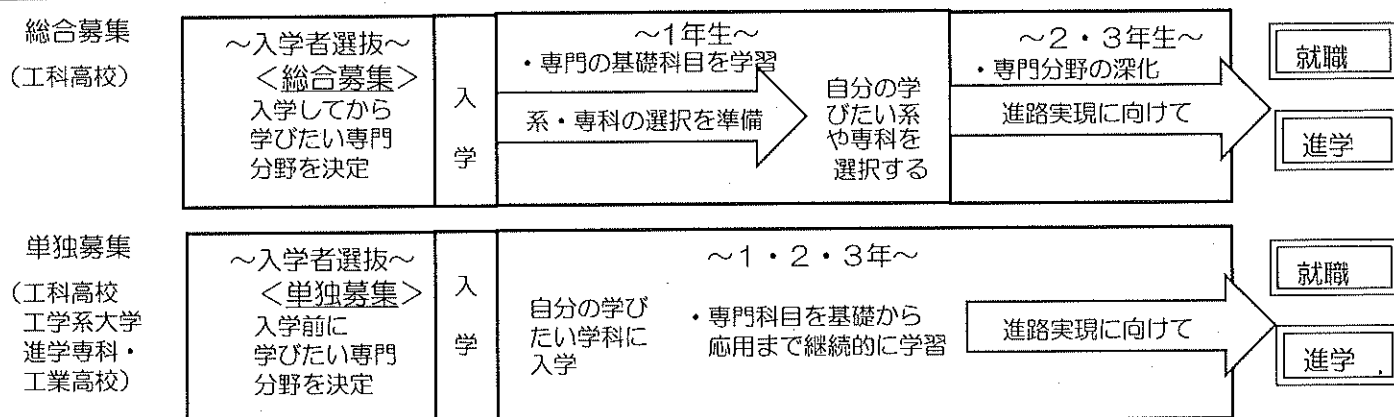 総合募集
(工科高校)
~入学者選抜~
<総合募集>
入学してから
学びたい専門
分野を決定
入
学
~1年生~
・専門の基礎科目を学習
系・専科の選択を準備
自分の学
びたい系
や専科を
選択する
~2・3年生~
・専門分野の深化
進路実現に向けて
就職
進学
単独募集
(工科高校
工学系大学
進学専科・
工業高校)
~入学者選抜~
<単独募集>
入学前に
学びたい専門
分野を決定
入
学
~1・2・3年~
自分の学び
たい学科に
入学
・専門科目を基礎から
応用まで継続的に学習
進路実現に向けて
就職
進学